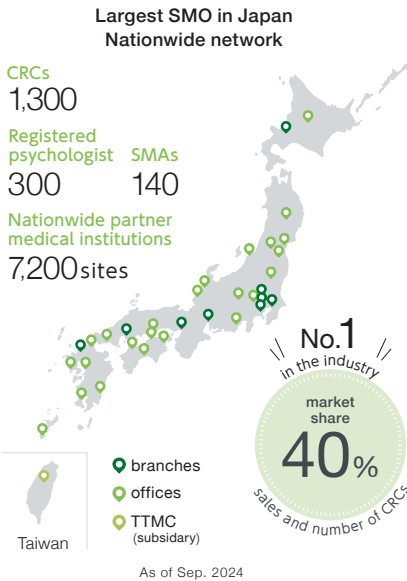 Largest SMO in Japan
Nationwide network
CRCs
1,300
Registered
psychologist
300
SMAs
140
Nationwide partner
medical institutions
7,200 sites
No.1
in the industry
market
share
40%
sales and number of CRCs
branches
offices
TTMC
(subsidary)
Taiwan
As of Sep. 2024